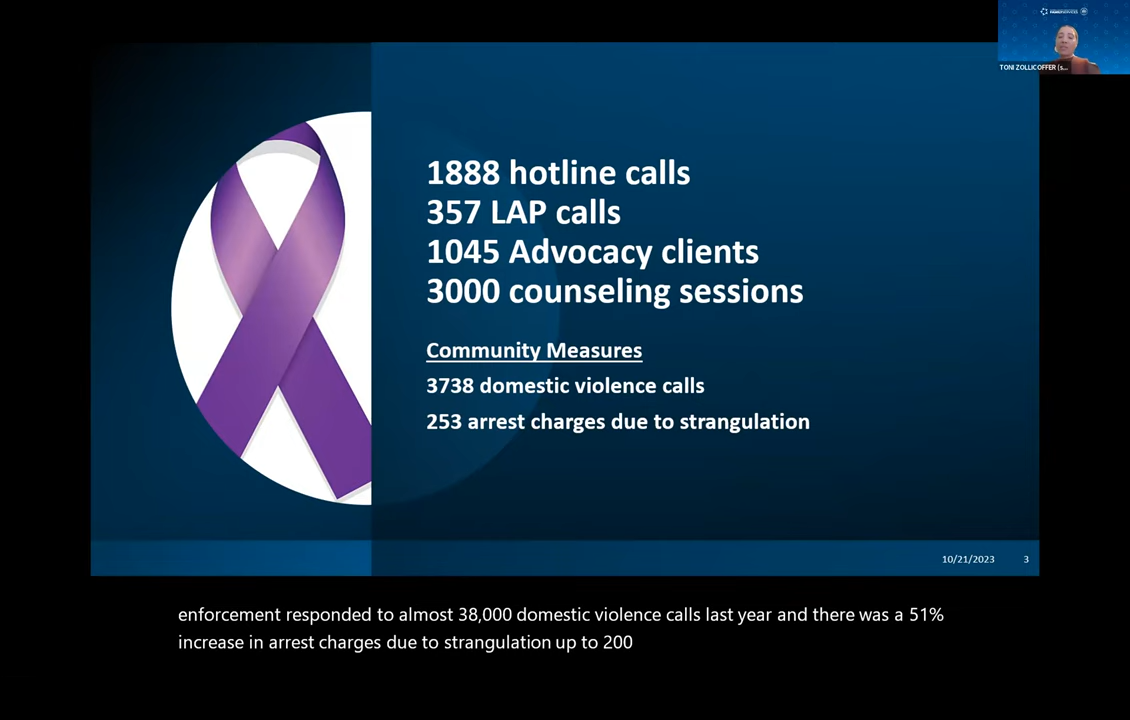 TONI ZOLLICOFFER (s...
1888 hotline calls
357 LAP calls
1045 Advocacy clients
3000 counseling sessions
Community Measures
3738 domestic violence calls
253 arrest charges due to strangulation
10/21/2023 3
enforcement responded to almost 38,000 domestic violence calls last year and there was a 51%
increase in arrest charges due to strangulation up to 200